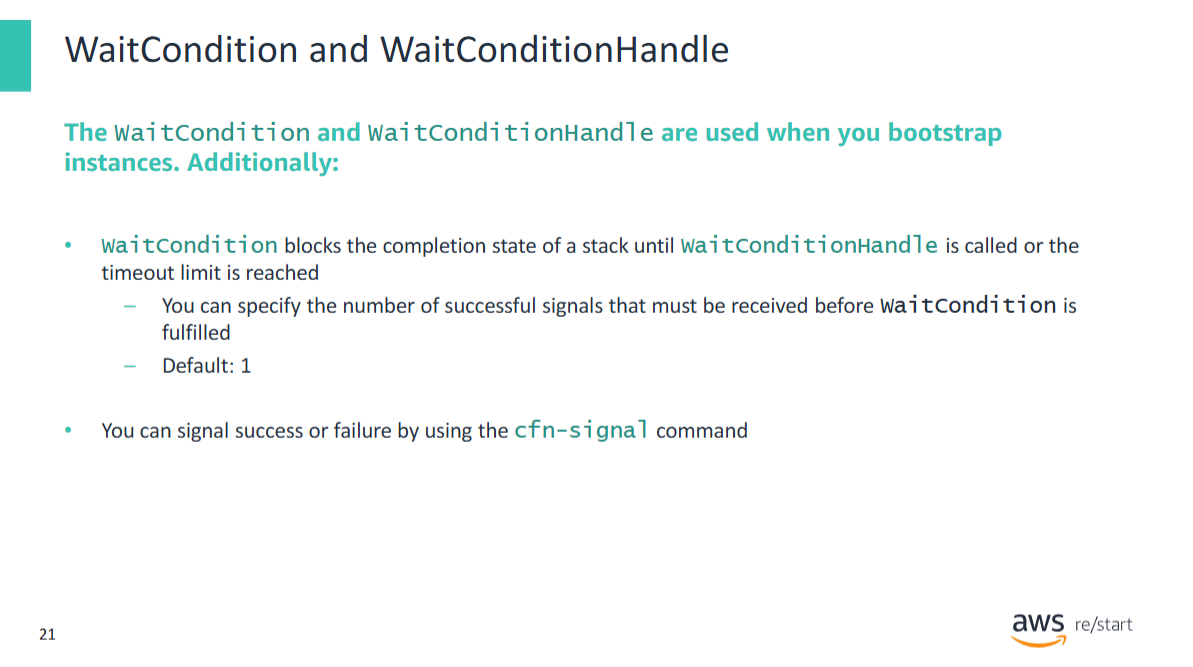 WaitCondition and WaitConditionHandle
The WaitCondition and WaitConditionHandle are used when you bootstrap
instances. Additionally:
• WaitCondition blocks the completion state of a stack until WaitConditionHandle is called or the
timeout limit is reached
– You can specify the number of successful signals that must be received before WaitCondition is
fulfilled
– Default: 1
• You can signal success or failure by using the cfn-signal command
21
aws re/start